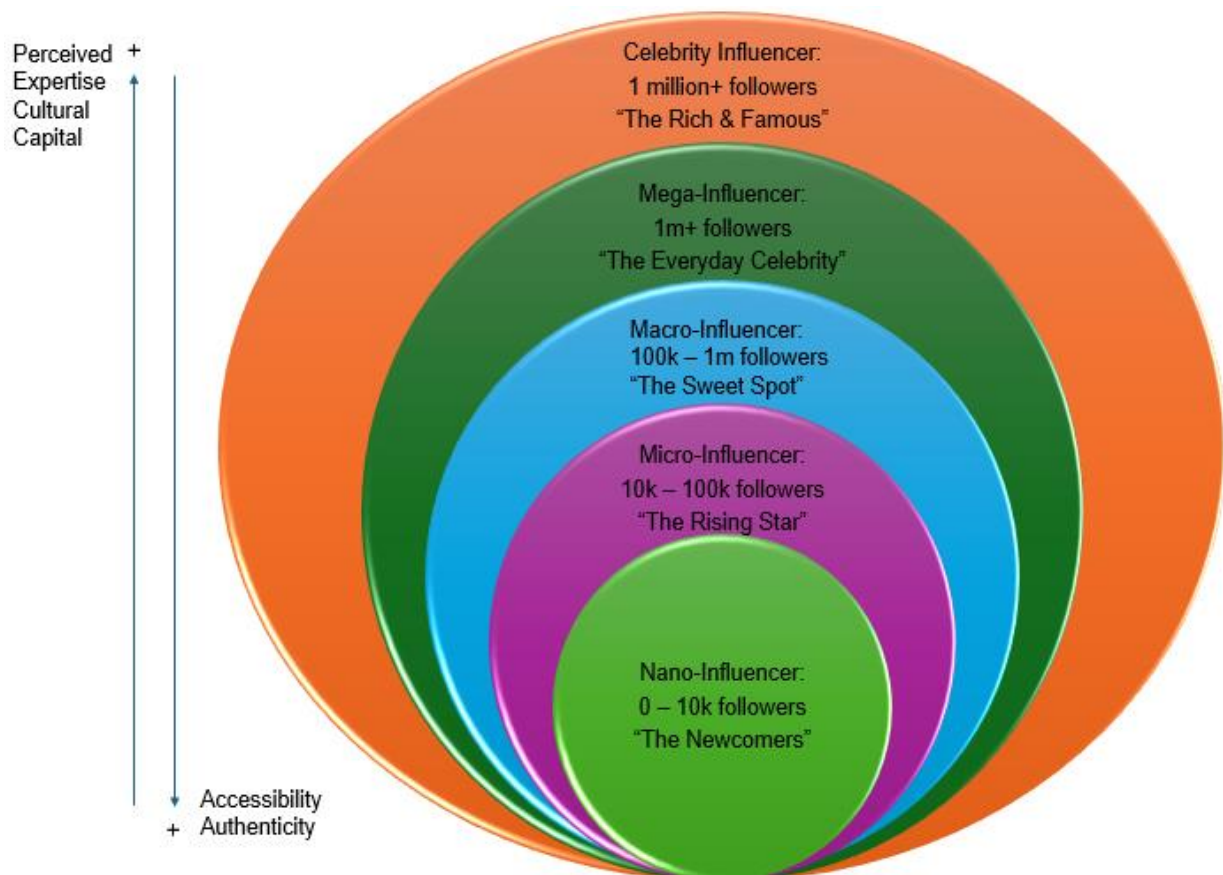 Perceived +
Expertise
Cultural
Capital
Celebrity Influencer:
1 million+ followers
“The Rich & Famous”
Mega-Influencer:
1m+ followers
“The Everyday Celebrity”
Macro-Influencer:
100k – 1m followers
“The Sweet Spot”
Micro-Influencer:
10k – 100k followers
“The Rising Star”
Nano-Influencer:
0 – 10k followers
“The Newcomers”
Accessibility
+ Authenticity